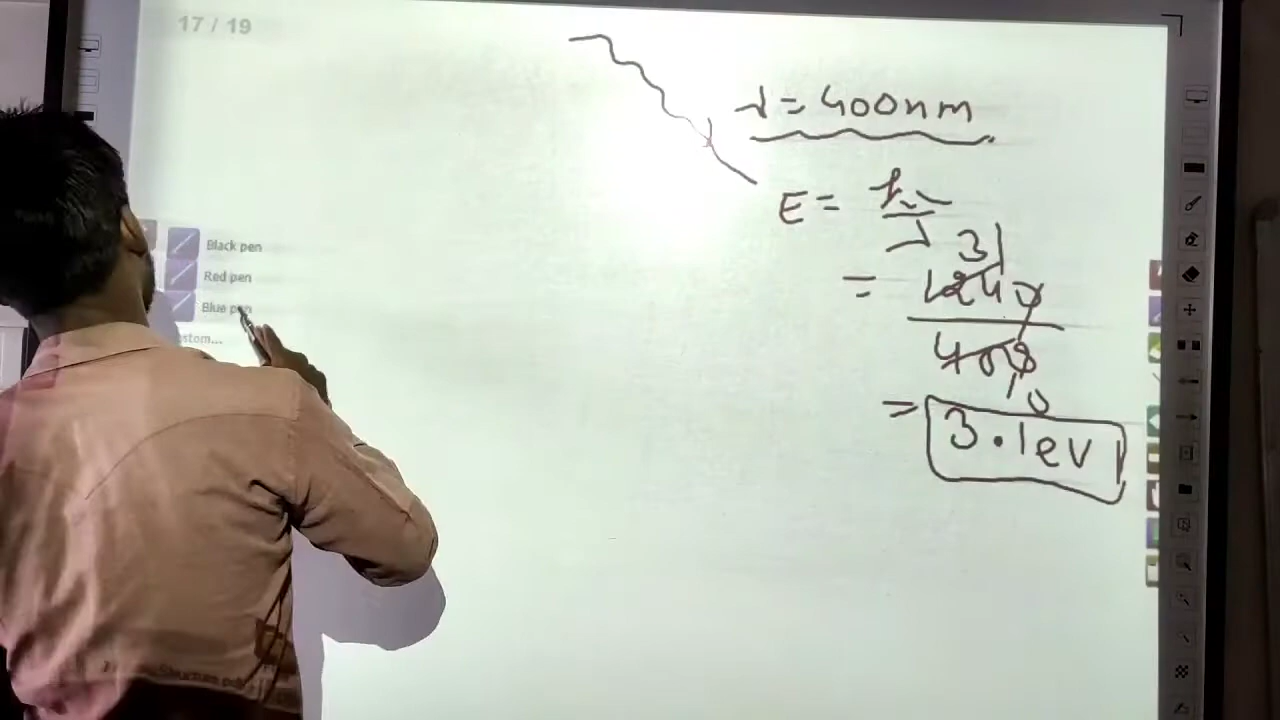 17 / 19
λ = 400nm
Black pen
E = hc
λ
Red pen
31
= 1240
Blue pen
400
10
= 3.1ev